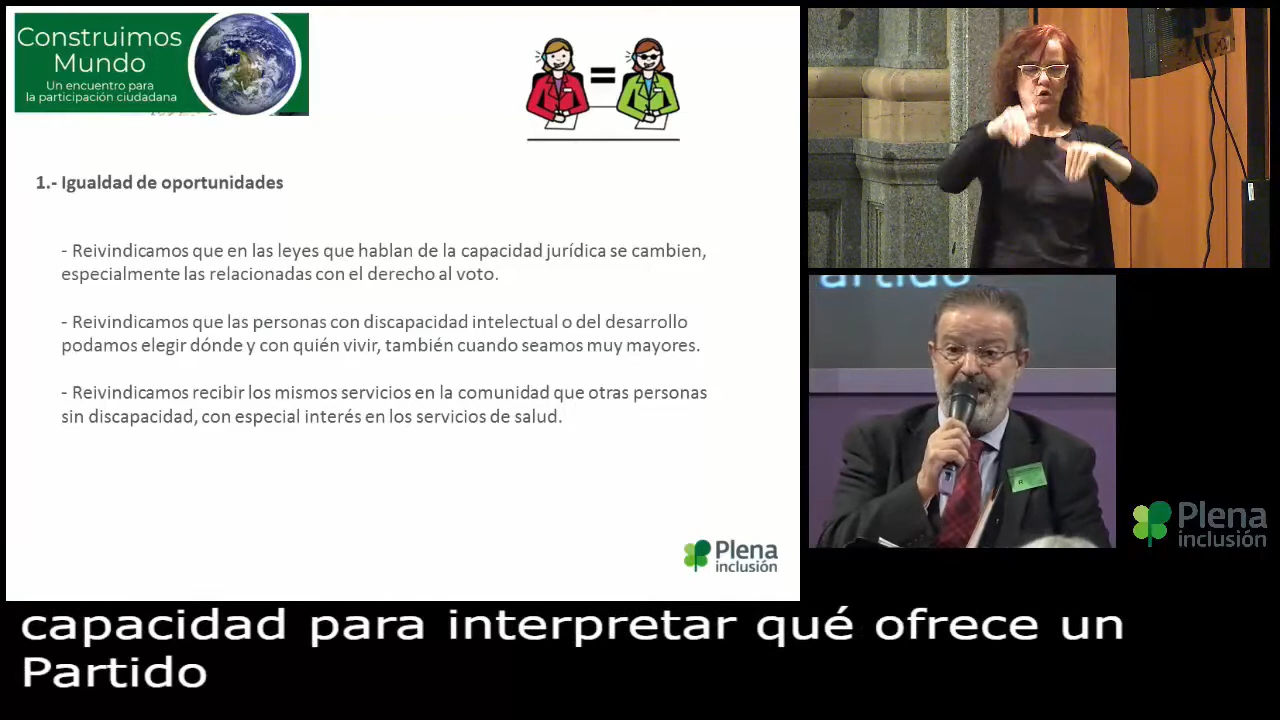 Construimos
Mundo
Un encuentro para
la participación ciudadana
1.- Igualdad de oportunidades
- Reivindicamos que en las leyes que hablan de la capacidad jurídica se cambien,
especialmente las relacionadas con el derecho al voto.
- Reivindicamos que las personas con discapacidad intelectual o del desarrollo
podamos elegir dónde y con quién vivir, también cuando seamos muy mayores.
- Reivindicamos recibir los mismos servicios en la comunidad que otras personas
sin discapacidad, con especial interés en los servicios de salud.
Plena
inclusión
artido
R
Plena
inclusión
capacidad para interpretar qué ofrece un
Partido